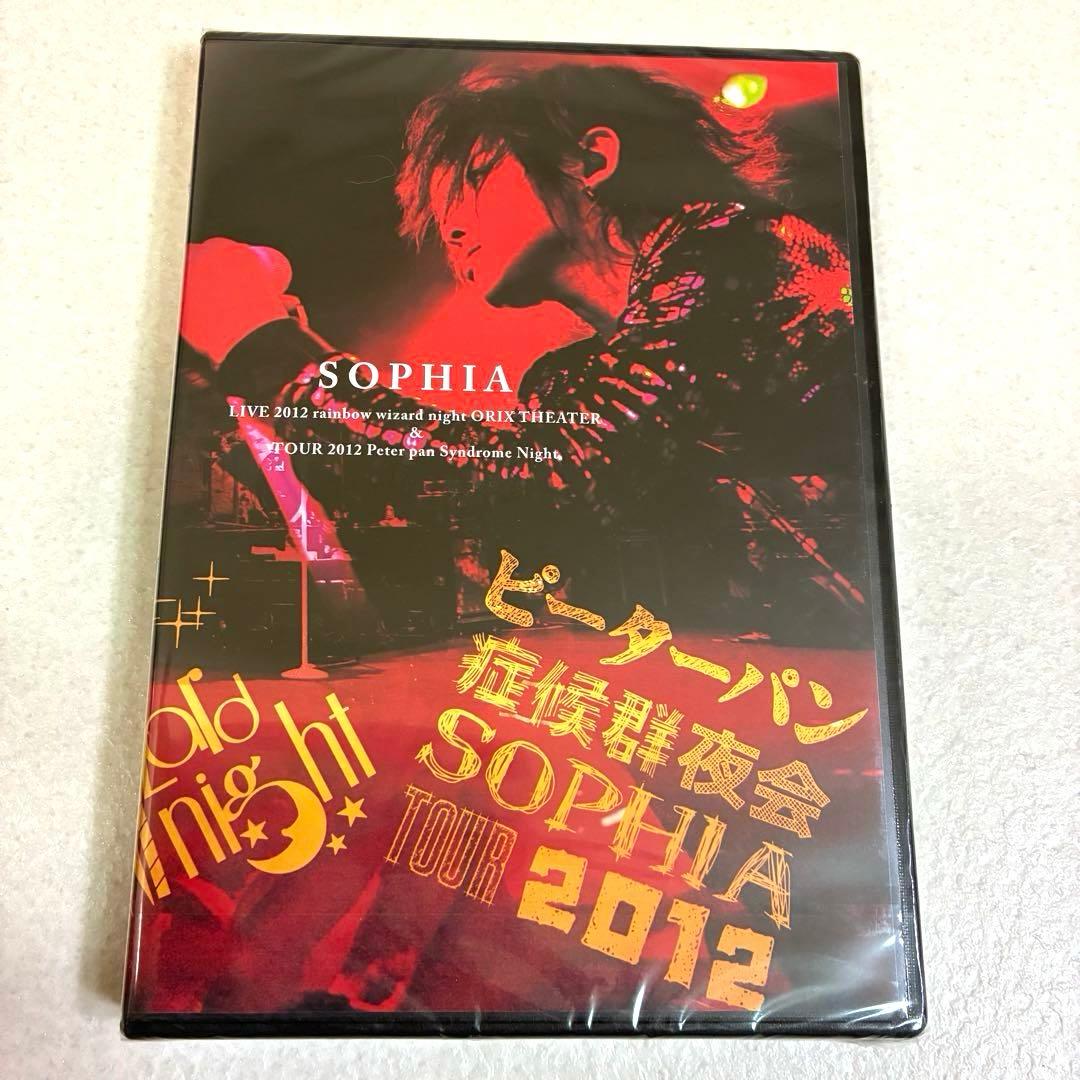 SOPHIA
LIVE 2012 rainbow wizard night ORIX THEATER
&
TOUR 2012 Peter pan Syndrome Night
ピーターパン
症候群夜会
SOPHIA
TOUR 2012
night